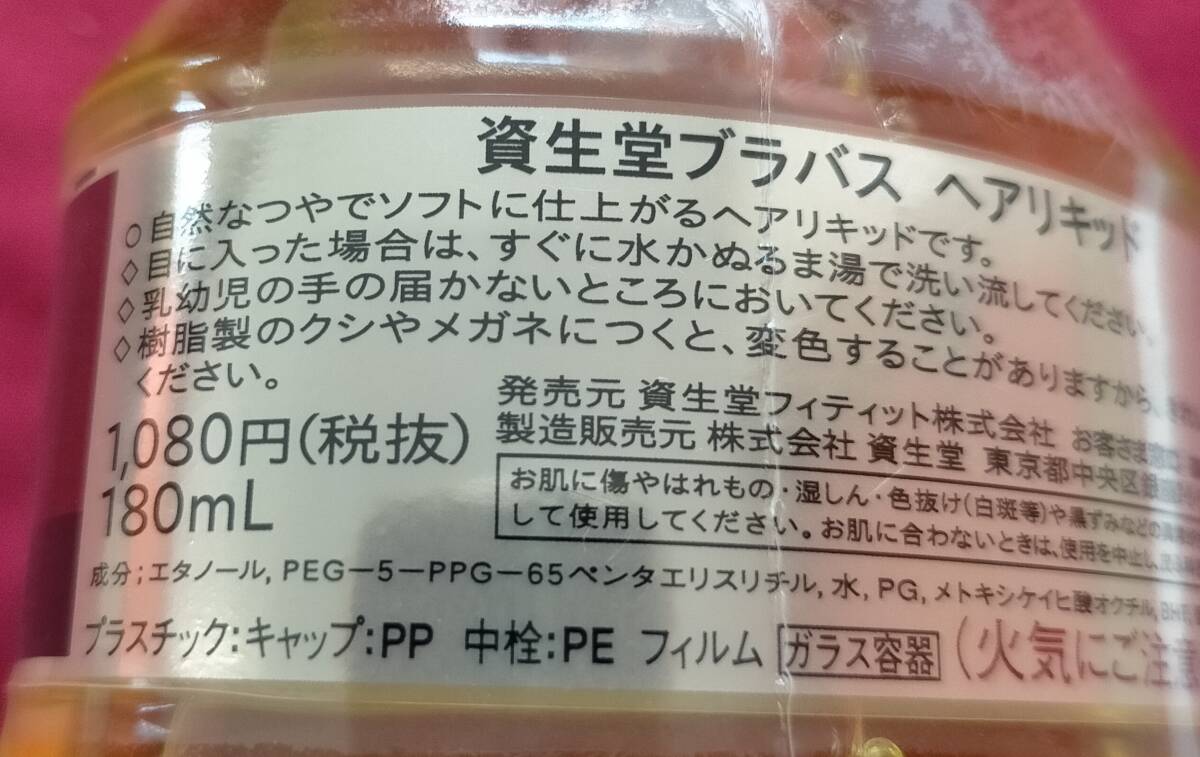 資生堂ブラバス ヘアリキッド
○自然なつやでソフトに仕上がるヘアリキッドです。
◇目に入った場合は、すぐに水かぬるま湯で洗い流してください。
◇乳幼児の手の届かないところにおいてください。
◇樹脂製のクシやメガネにつくと、変色することがありますから、
ください。
1,080円(税抜)
180mL
発売元 資生堂フィティット株式会社 お客さま
製造販売元 株式会社 資生堂 東京都中央区銀座
お肌に傷やはれもの・湿しん・色抜け(白斑等)や黒ずみなどの
して使用してください。お肌に合わないときは、使用を中止し、
成分;エタノール, PEG-5-PPG-65ペンタエリスリチル, 水, PG, メトキシケイヒ酸オクチル, BHT
プラスチック:キャップ:PP 中栓:PE フィルム ガラス容器 (火気にご注意